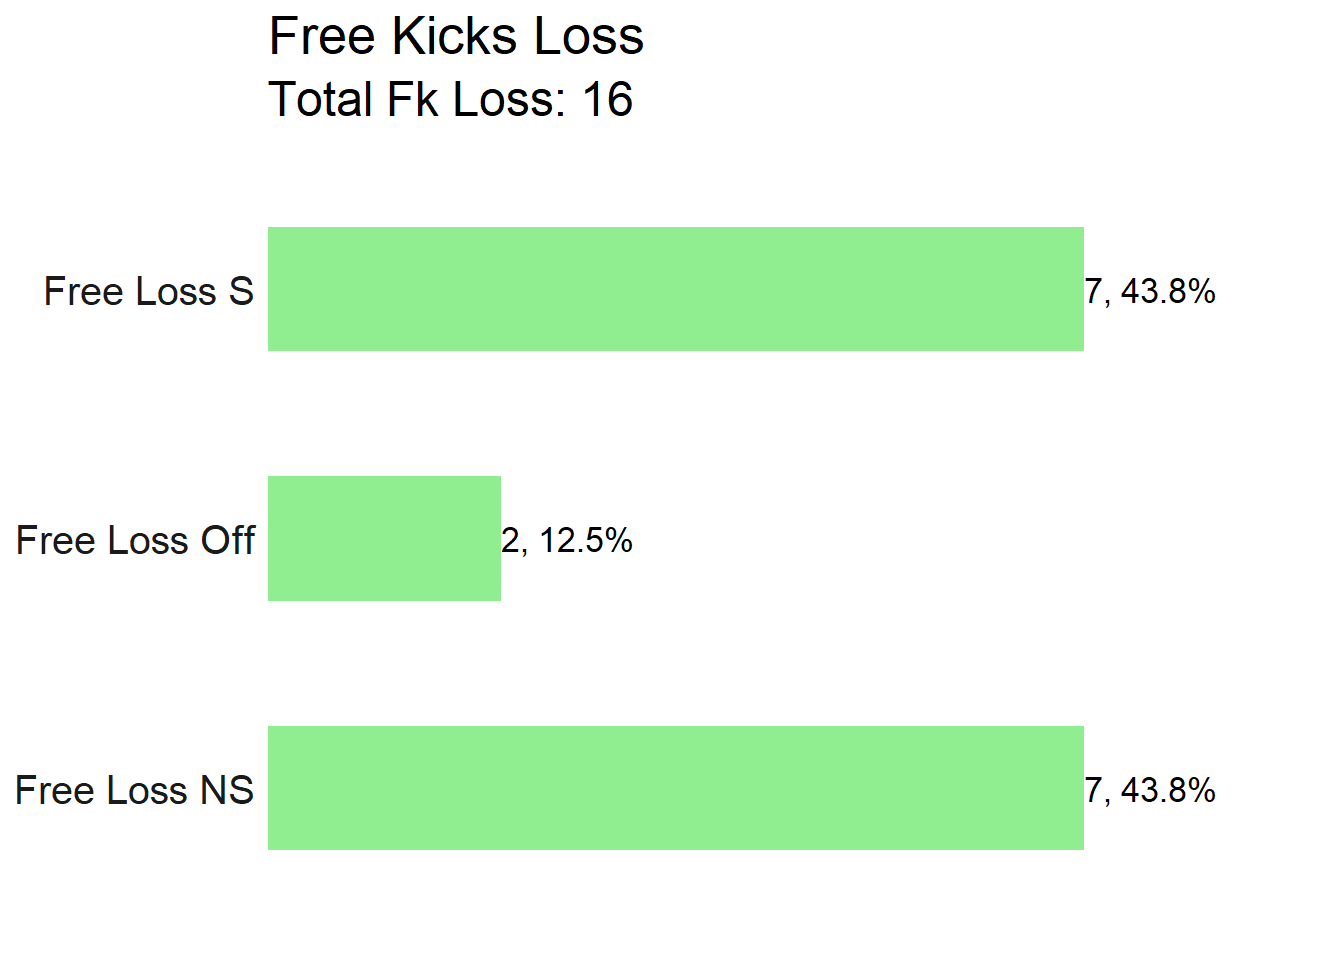 Free Kicks Loss
Total Fk Loss: 16
Free Loss S
7, 43.8%
Free Loss Off
2, 12.5%
Free Loss NS
7, 43.8%